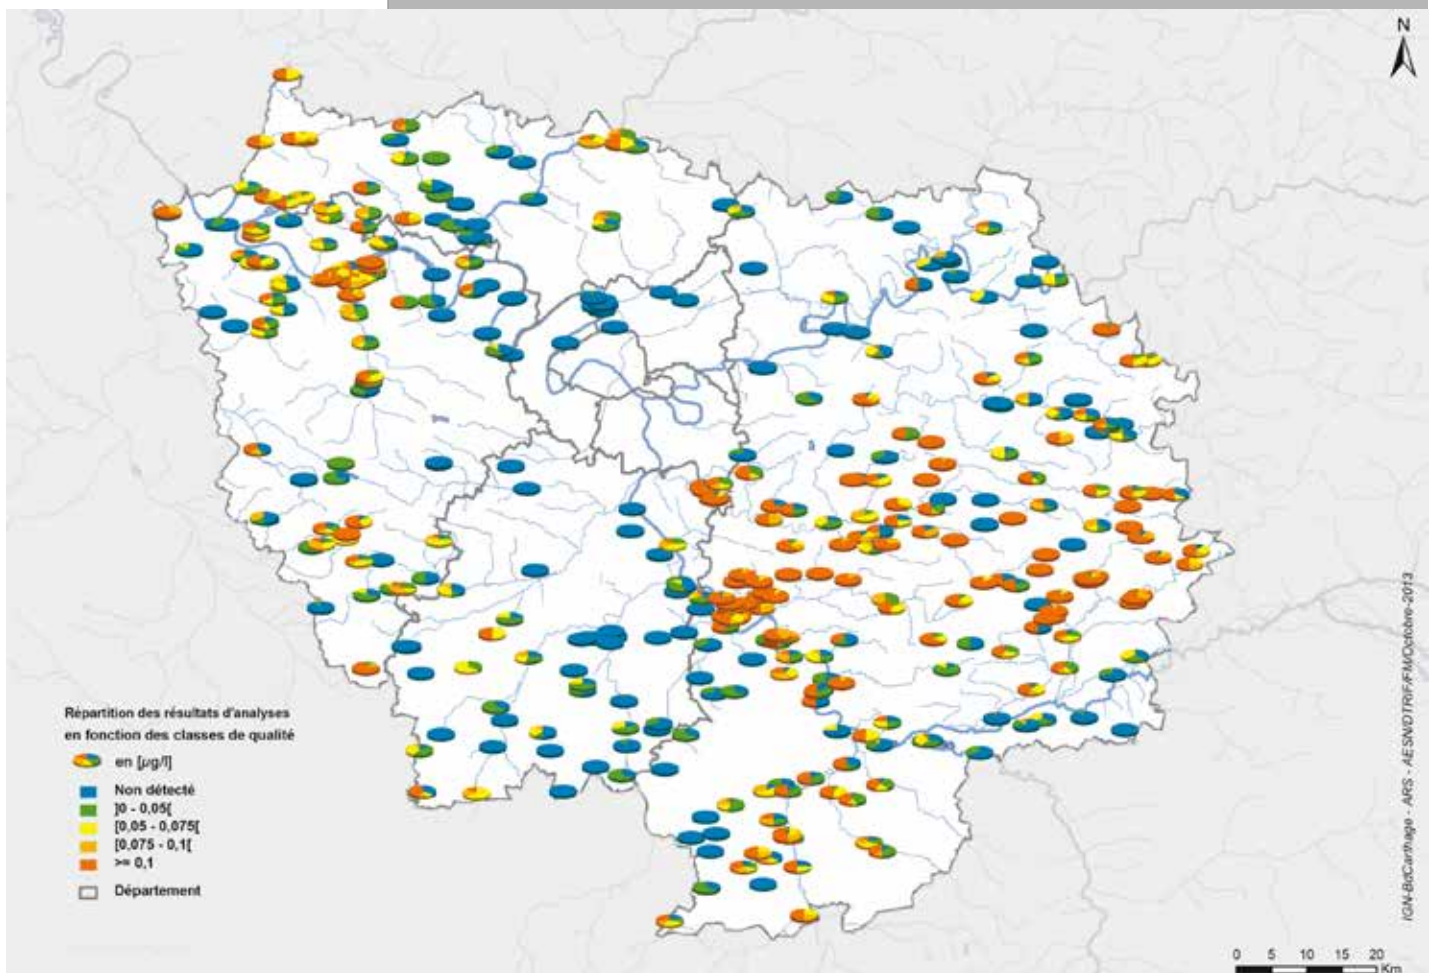 N
Répartition des résultats d'analyses
en fonction des classes de qualité
en [µg/l]
Non détecté
]0 - 0,05[
[0,05 - 0,075[
[0,075 - 0,1[
>= 0,1
Département
IGN-BdCarthage - ARS - AESN/DTRIF/FM/Octobre-2013
0 5 10 15 20
Km